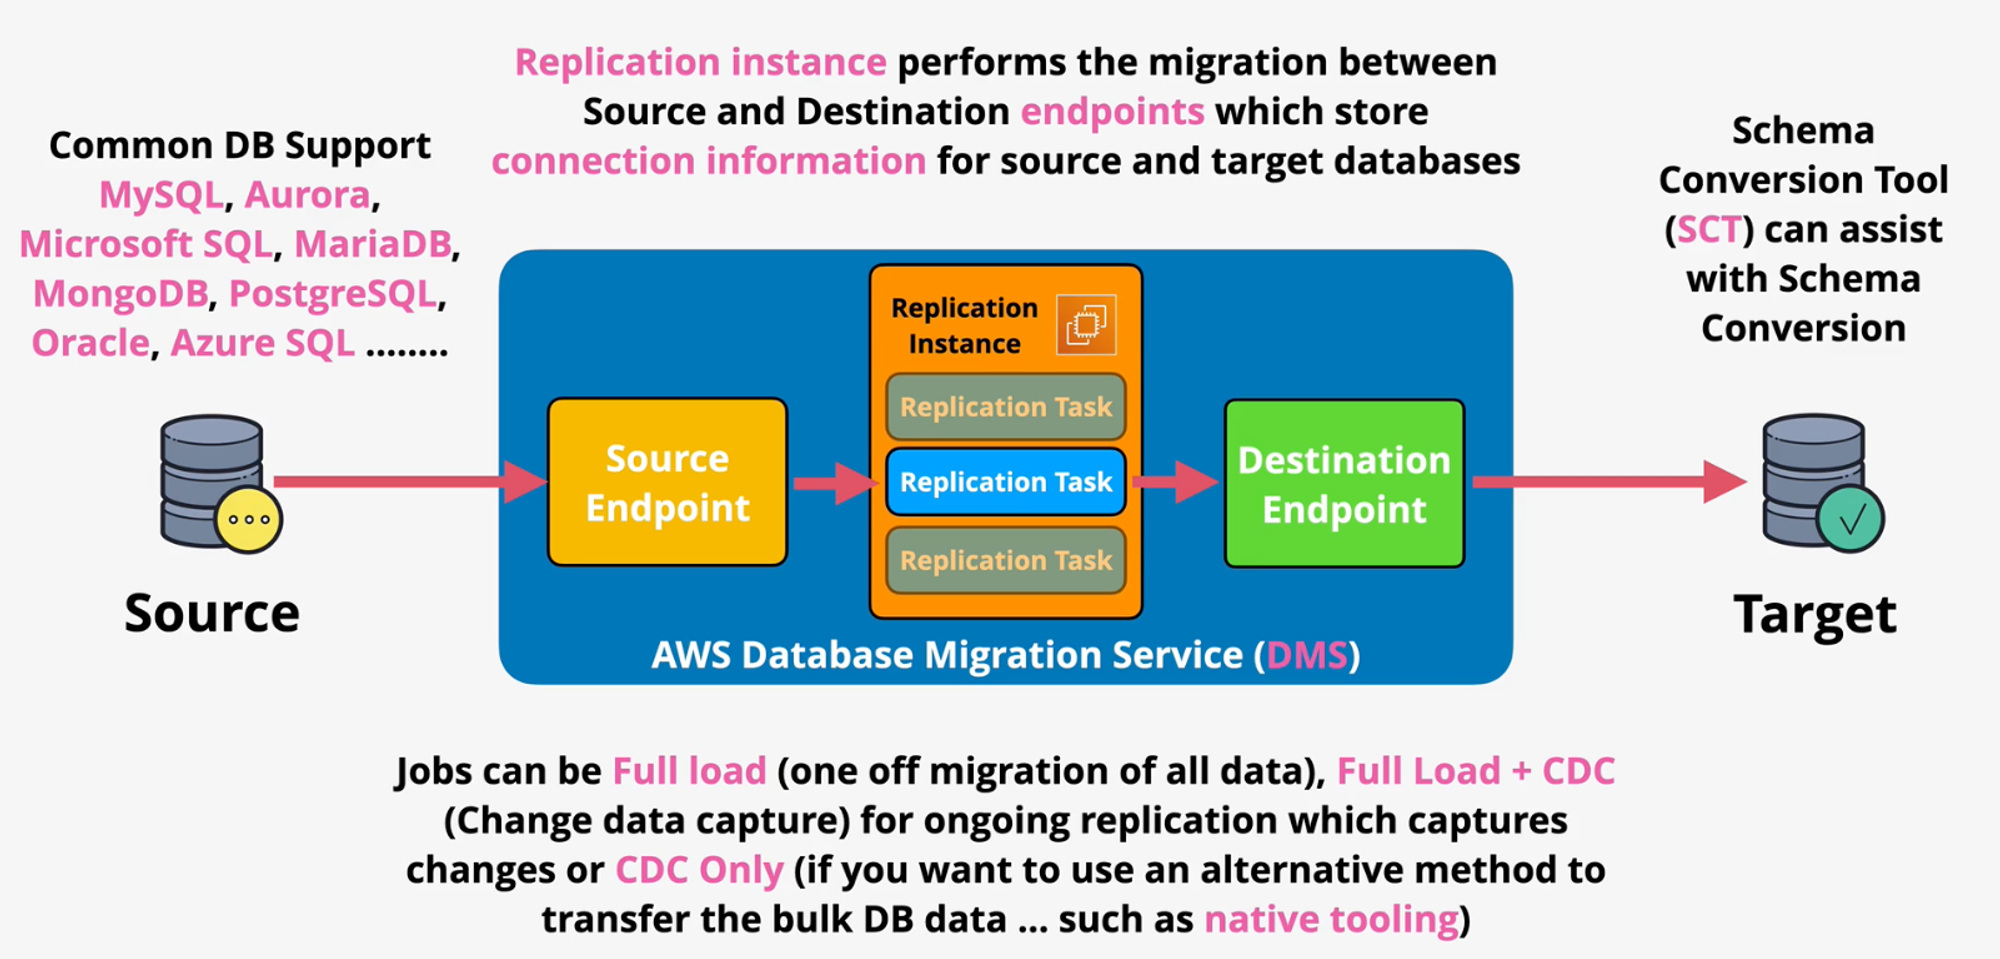 Replication instance performs the migration between
Source and Destination endpoints which store
connection information for source and target databases
Common DB Support
MySQL, Aurora,
Microsoft SQL, MariaDB,
MongoDB, PostgreSQL,
Oracle, Azure SQL ........
Schema
Conversion Tool
(SCT) can assist
with Schema
Conversion
Source
Source
Endpoint
Replication
Instance
Replication Task
Replication Task
Replication Task
Destination
Endpoint
Target
AWS Database Migration Service (DMS)
Jobs can be Full load (one off migration of all data), Full Load + CDC
(Change data capture) for ongoing replication which captures
changes or CDC Only (if you want to use an alternative method to
transfer the bulk DB data ... such as native tooling)